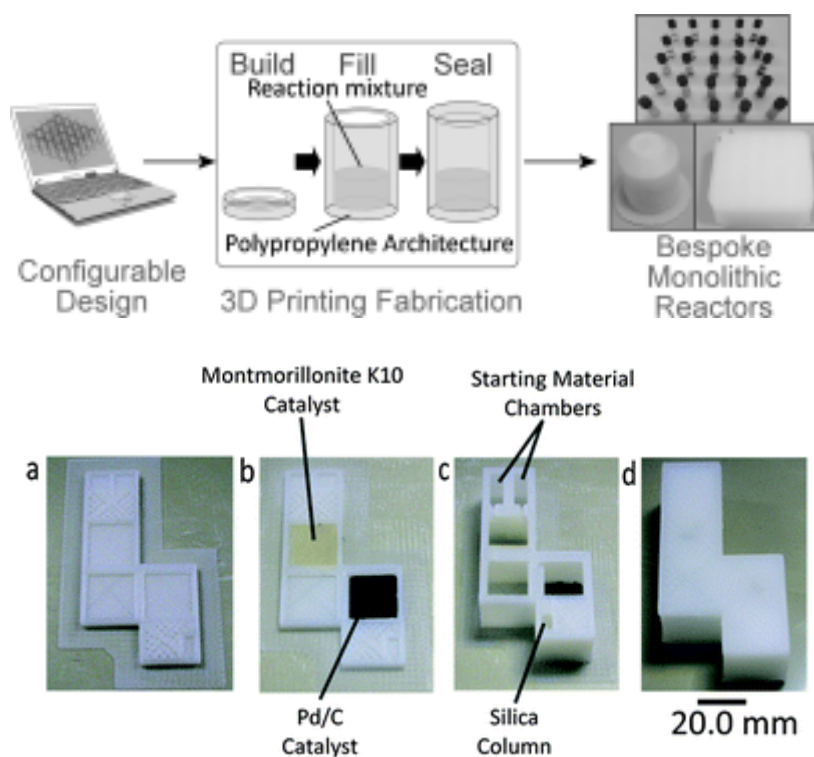 Build Fill Seal
Reaction mixture
Polypropylene Architecture
Configurable
Design
3D Printing Fabrication
Bespoke
Monolithic
Reactors
Montmorillonite K10
Catalyst
Starting Material
Chambers
a b c d
Pd/C
Catalyst
Silica
Column
20.0 mm